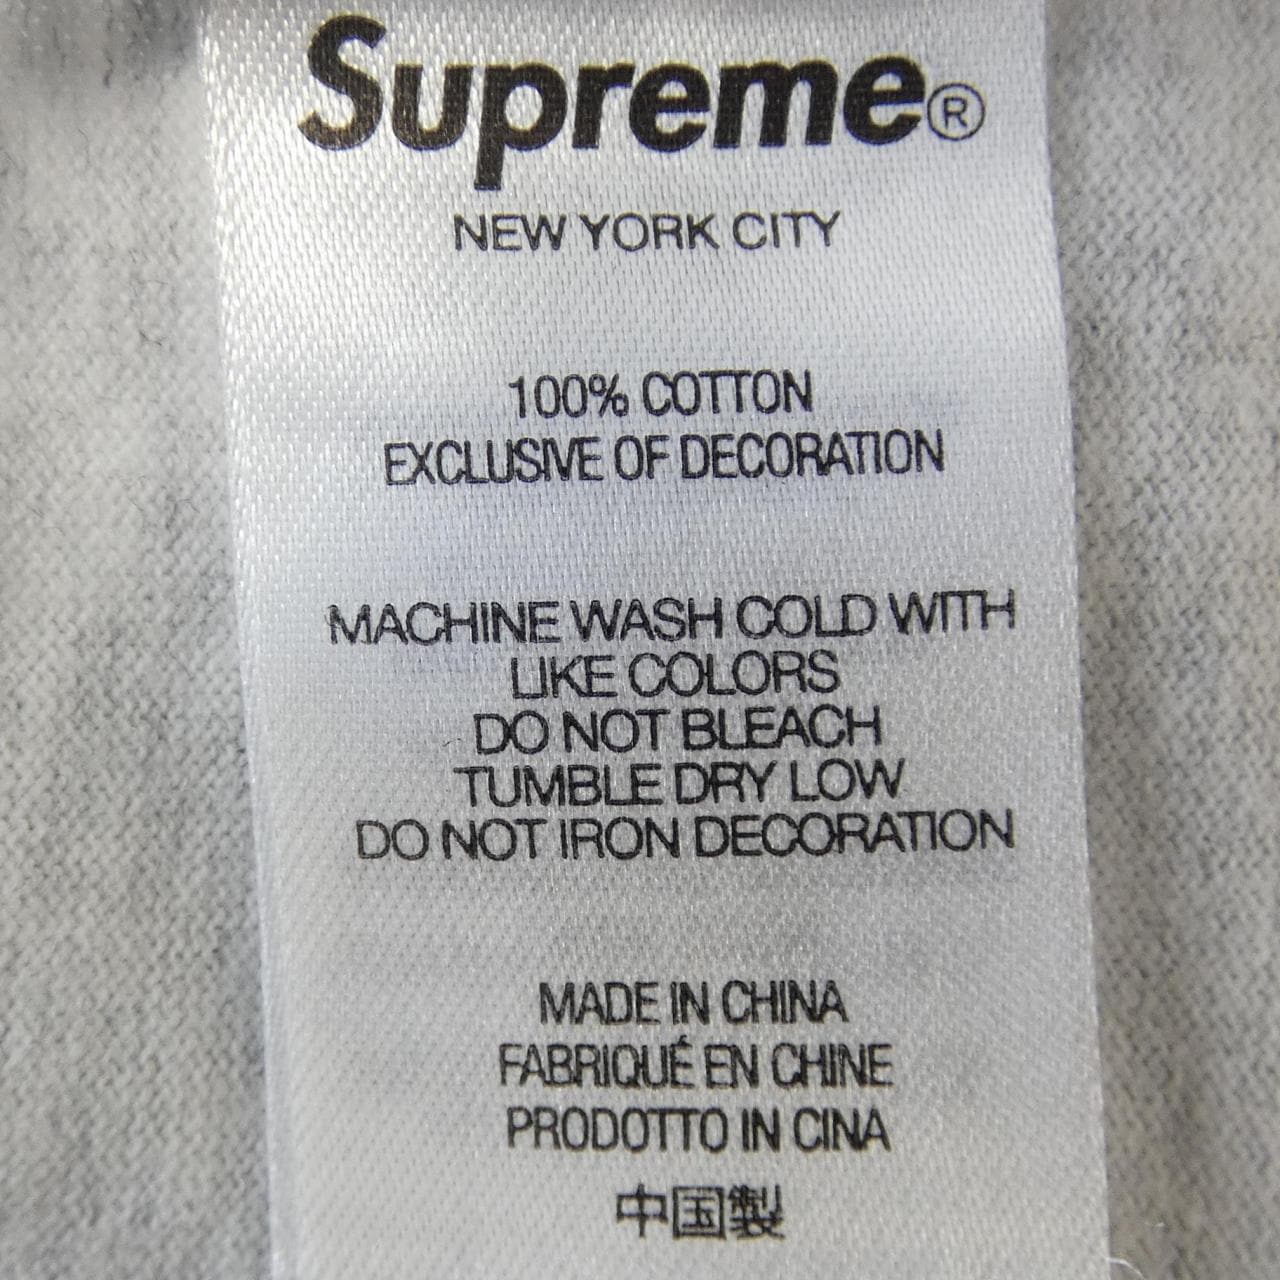 Supreme®
NEW YORK CITY
100% COTTON
EXCLUSIVE OF DECORATION
MACHINE WASH COLD WITH
LIKE COLORS
DO NOT BLEACH
TUMBLE DRY LOW
DO NOT IRON DECORATION
MADE IN CHINA
FABRIQUÉ EN CHINE
PRODOTTO IN CINA
中国製